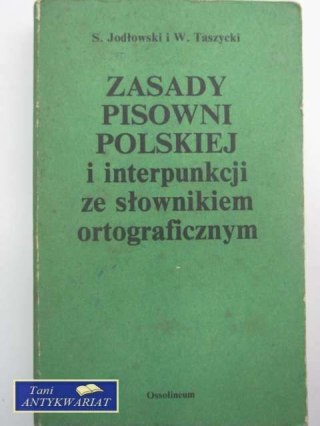 S. Jodłowski i W. Taszycki
ZASADY
PISOWNI
POLSKIEJ
i interpunkcji
ze słownikiem
ortograficznym
Ossolineum
Tani
ANTYKWARIAT